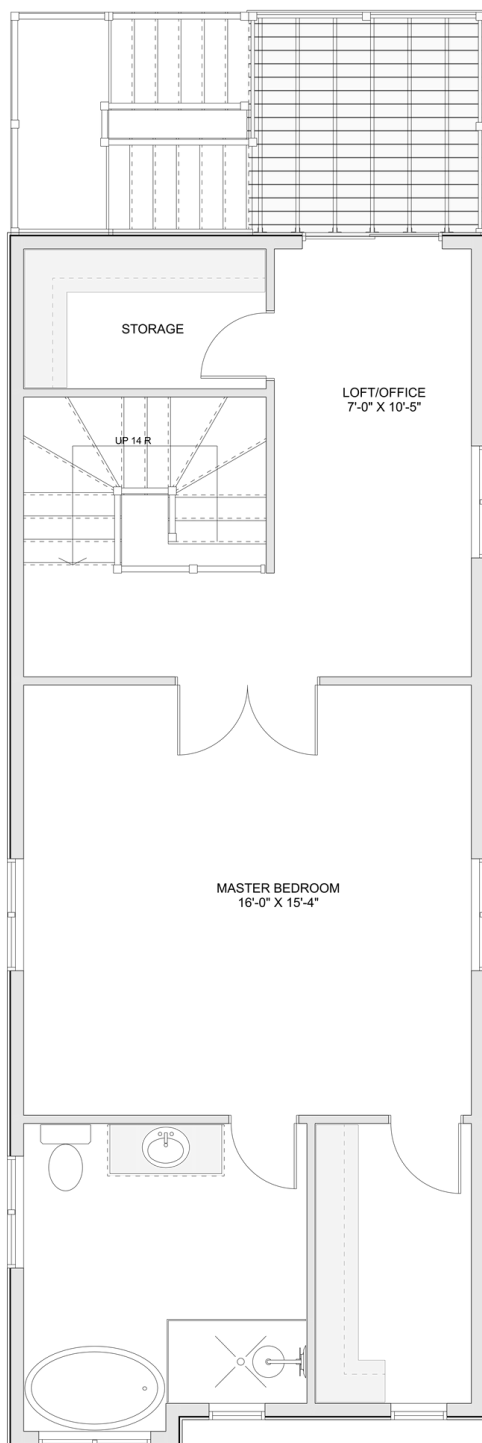 STORAGE
LOFT/OFFICE
7'-0" X 10'-5"
UP 14 R
MASTER BEDROOM
16'-0" X 15'-4"